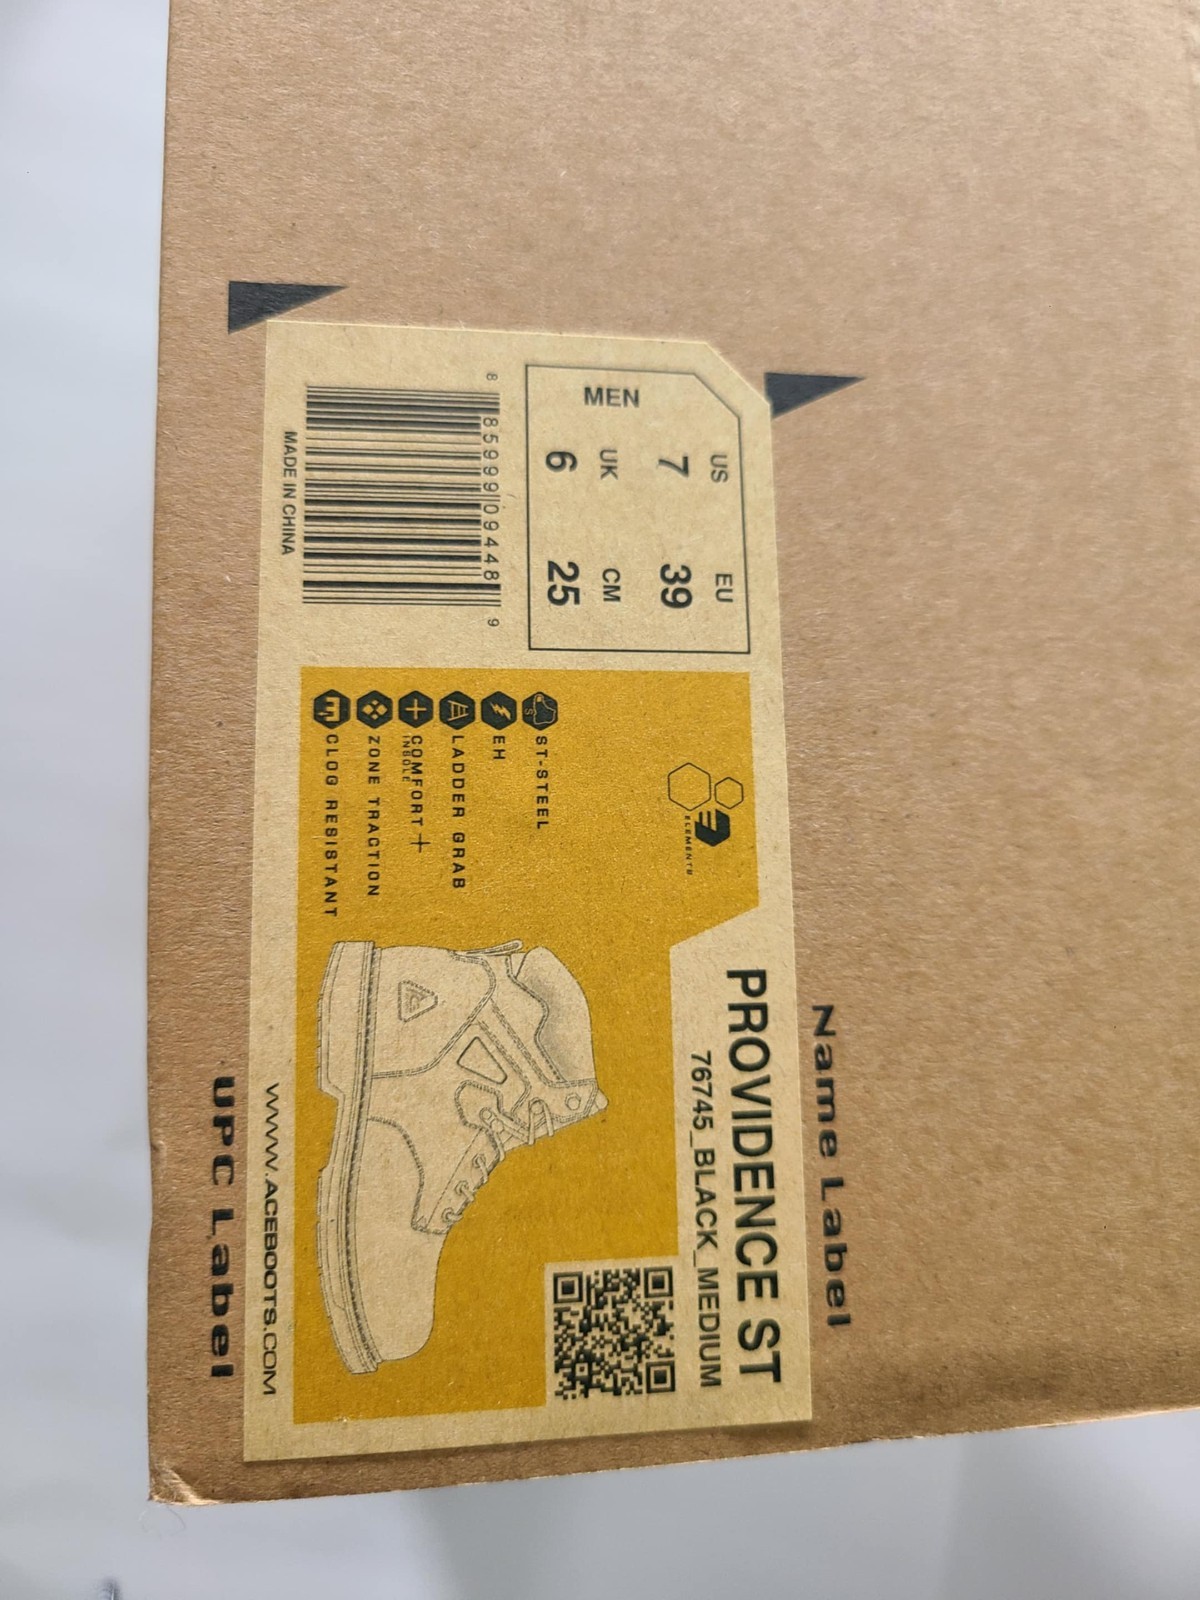 Name Label
PROVIDENCE ST
76745_BLACK_MEDIUM
US EU
7 39
MEN
UK CM
6 25
8 85999 09448 9
MADE IN CHINA
ELEMENTS
ST-STEEL
EH
LADDER GRAB
COMFORT+
INSOLE
ZONE TRACTION
CLOG RESISTANT
WWW.ACEBOOTS.COM
UPC Label